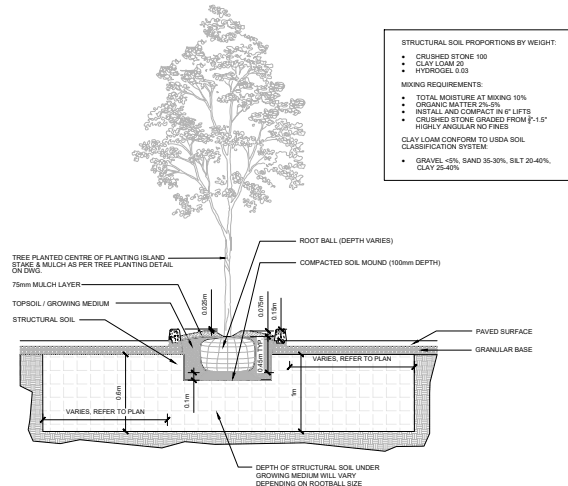 STRUCTURAL SOIL PROPORTIONS BY WEIGHT:
• CRUSHED STONE 100
• CLAY LOAM 20
• HYDROGEL 0.03
MIXING REQUIREMENTS:
• TOTAL MOISTURE AT MIXING 10%
• ORGANIC MATTER 2%-5%
• INSTALL AND COMPACT IN 6" LIFTS
• CRUSHED STONE GRADED FROM "-1.5"
HIGHLY ANGULAR NO FINES
CLAY LOAM CONFORM TO USDA SOIL
CLASSIFICATION SYSTEM:
• GRAVEL <5%, SAND 35-30%, SILT 20-40%,
CLAY 25-40%
TREE PLANTED CENTRE OF PLANTING ISLAND
STAKE & MULCH AS PER TREE PLANTING DETAIL
ON DWG.
75mm MULCH LAYER
TOPSOIL / GROWING MEDIUM
STRUCTURAL SOIL
ROOT BALL (DEPTH VARIES)
COMPACTED SOIL MOUND (100mm DEPTH)
0.025m
0.075m
0.15m
PAVED SURFACE
GRANULAR BASE
0.45m TYP
VARIES, REFER TO PLAN
0.6m
0.1m
1m
VARIES, REFER TO PLAN
DEPTH OF STRUCTURAL SOIL UNDER
GROWING MEDIUM WILL VARY
DEPENDING ON ROOTBALL SIZE